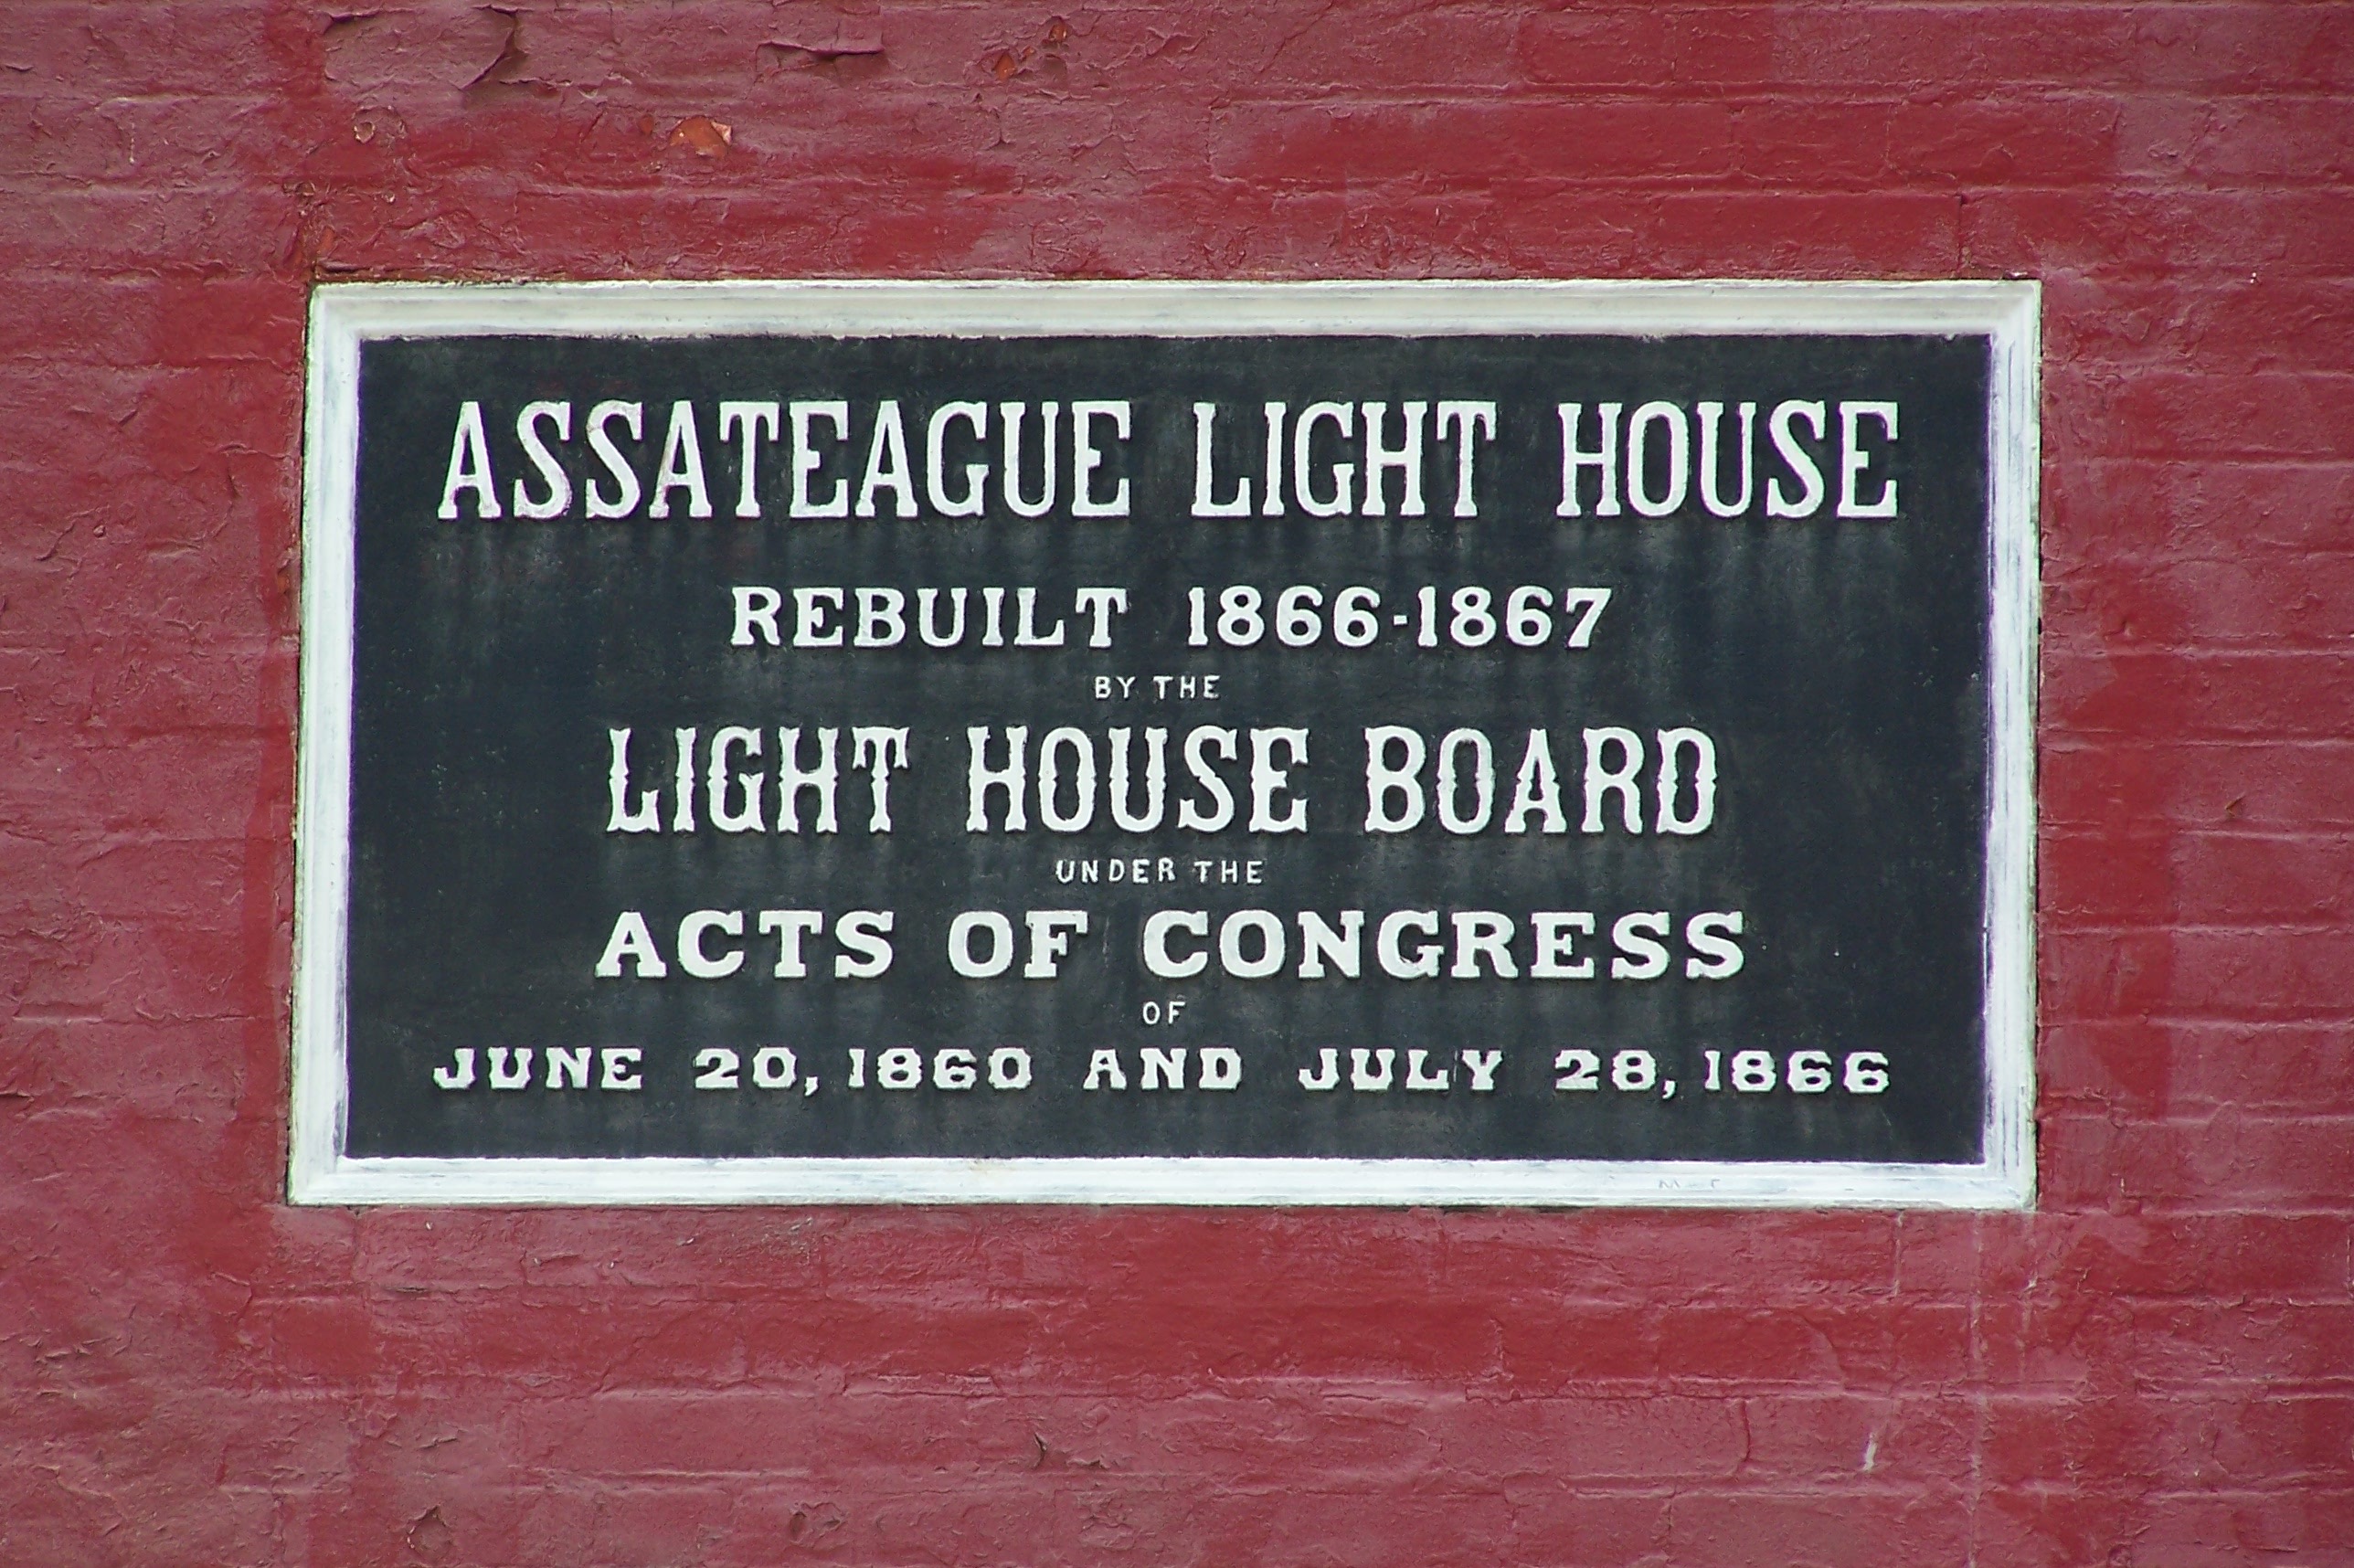 ASSATEAGUE LIGHT HOUSE
REBUILT 1866-1867
BY THE
LIGHT HOUSE BOARD
UNDER THE
ACTS OF CONGRESS
OF
JUNE 20, 1860 AND JULY 28, 1866